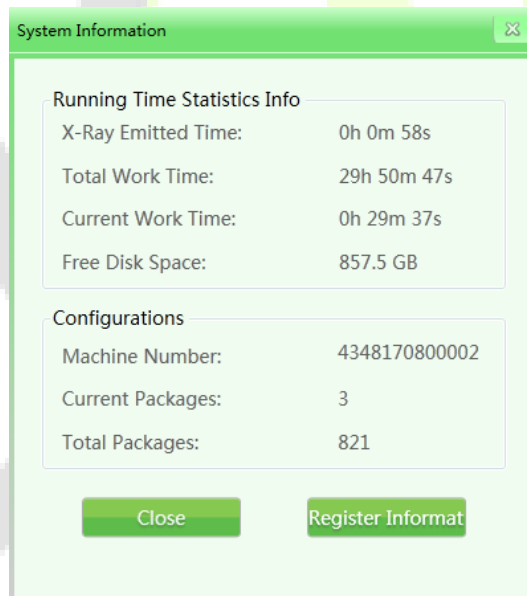 System Information
Running Time Statistics Info
X-Ray Emitted Time: 0h 0m 58s
Total Work Time: 29h 50m 47s
Current Work Time: 0h 29m 37s
Free Disk Space: 857.5 GB
Configurations
Machine Number: 4348170800002
Current Packages: 3
Total Packages: 821
Close Register Informat